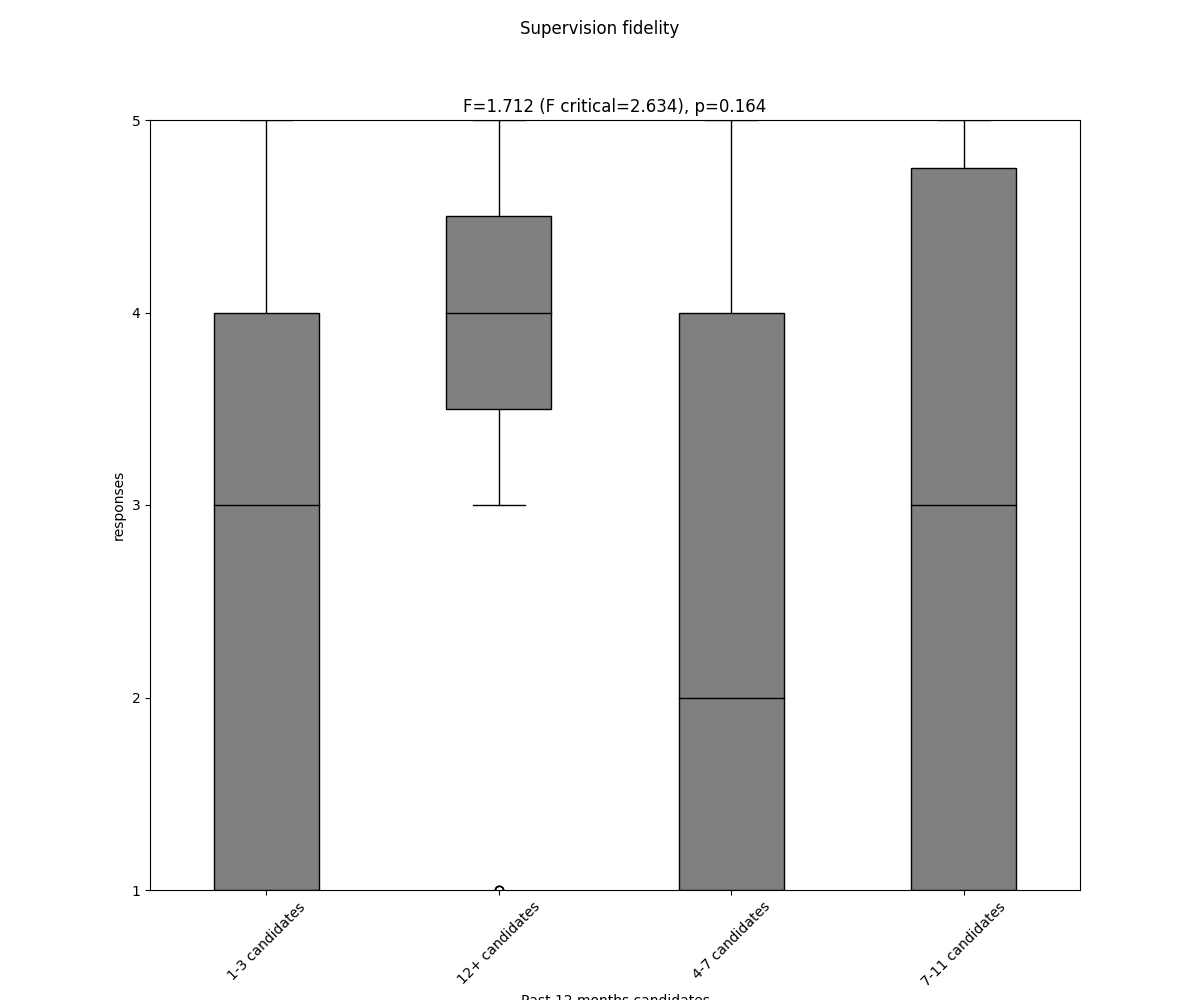 Supervision fidelity
F=1.712 (F critical=2.634), p=0.164
5
4
3
2
1
responses
1-3 candidates
12+ candidates
4-7 candidates
7-11 candidates
Past 12 months candidates